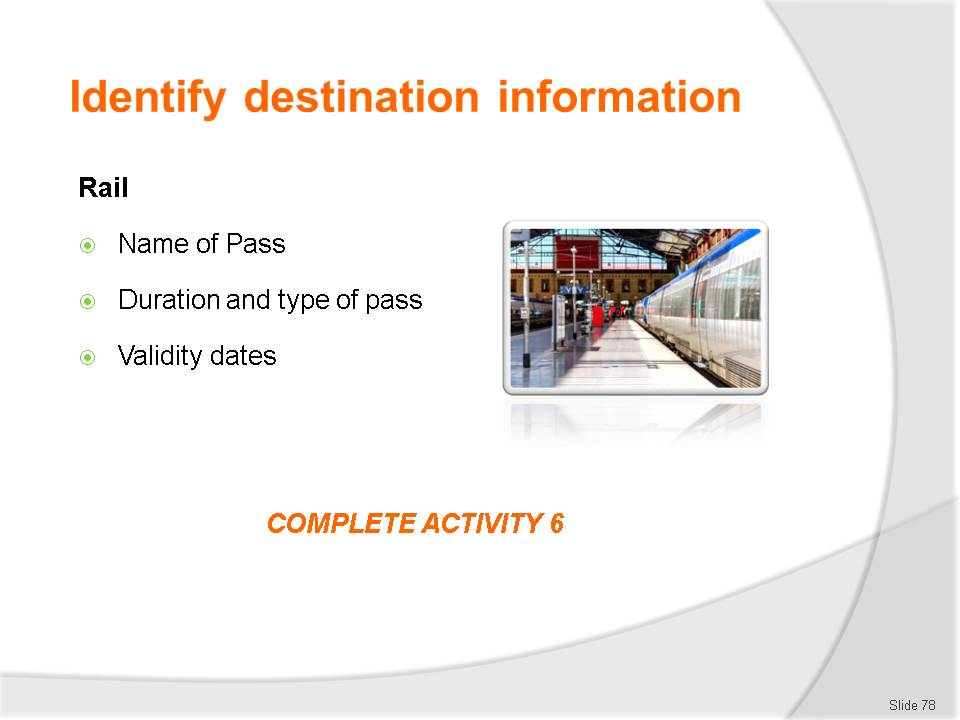 Identify destination information
Rail
Name of Pass
Duration and type of pass
Validity dates
COMPLETE ACTIVITY 6
Slide 78